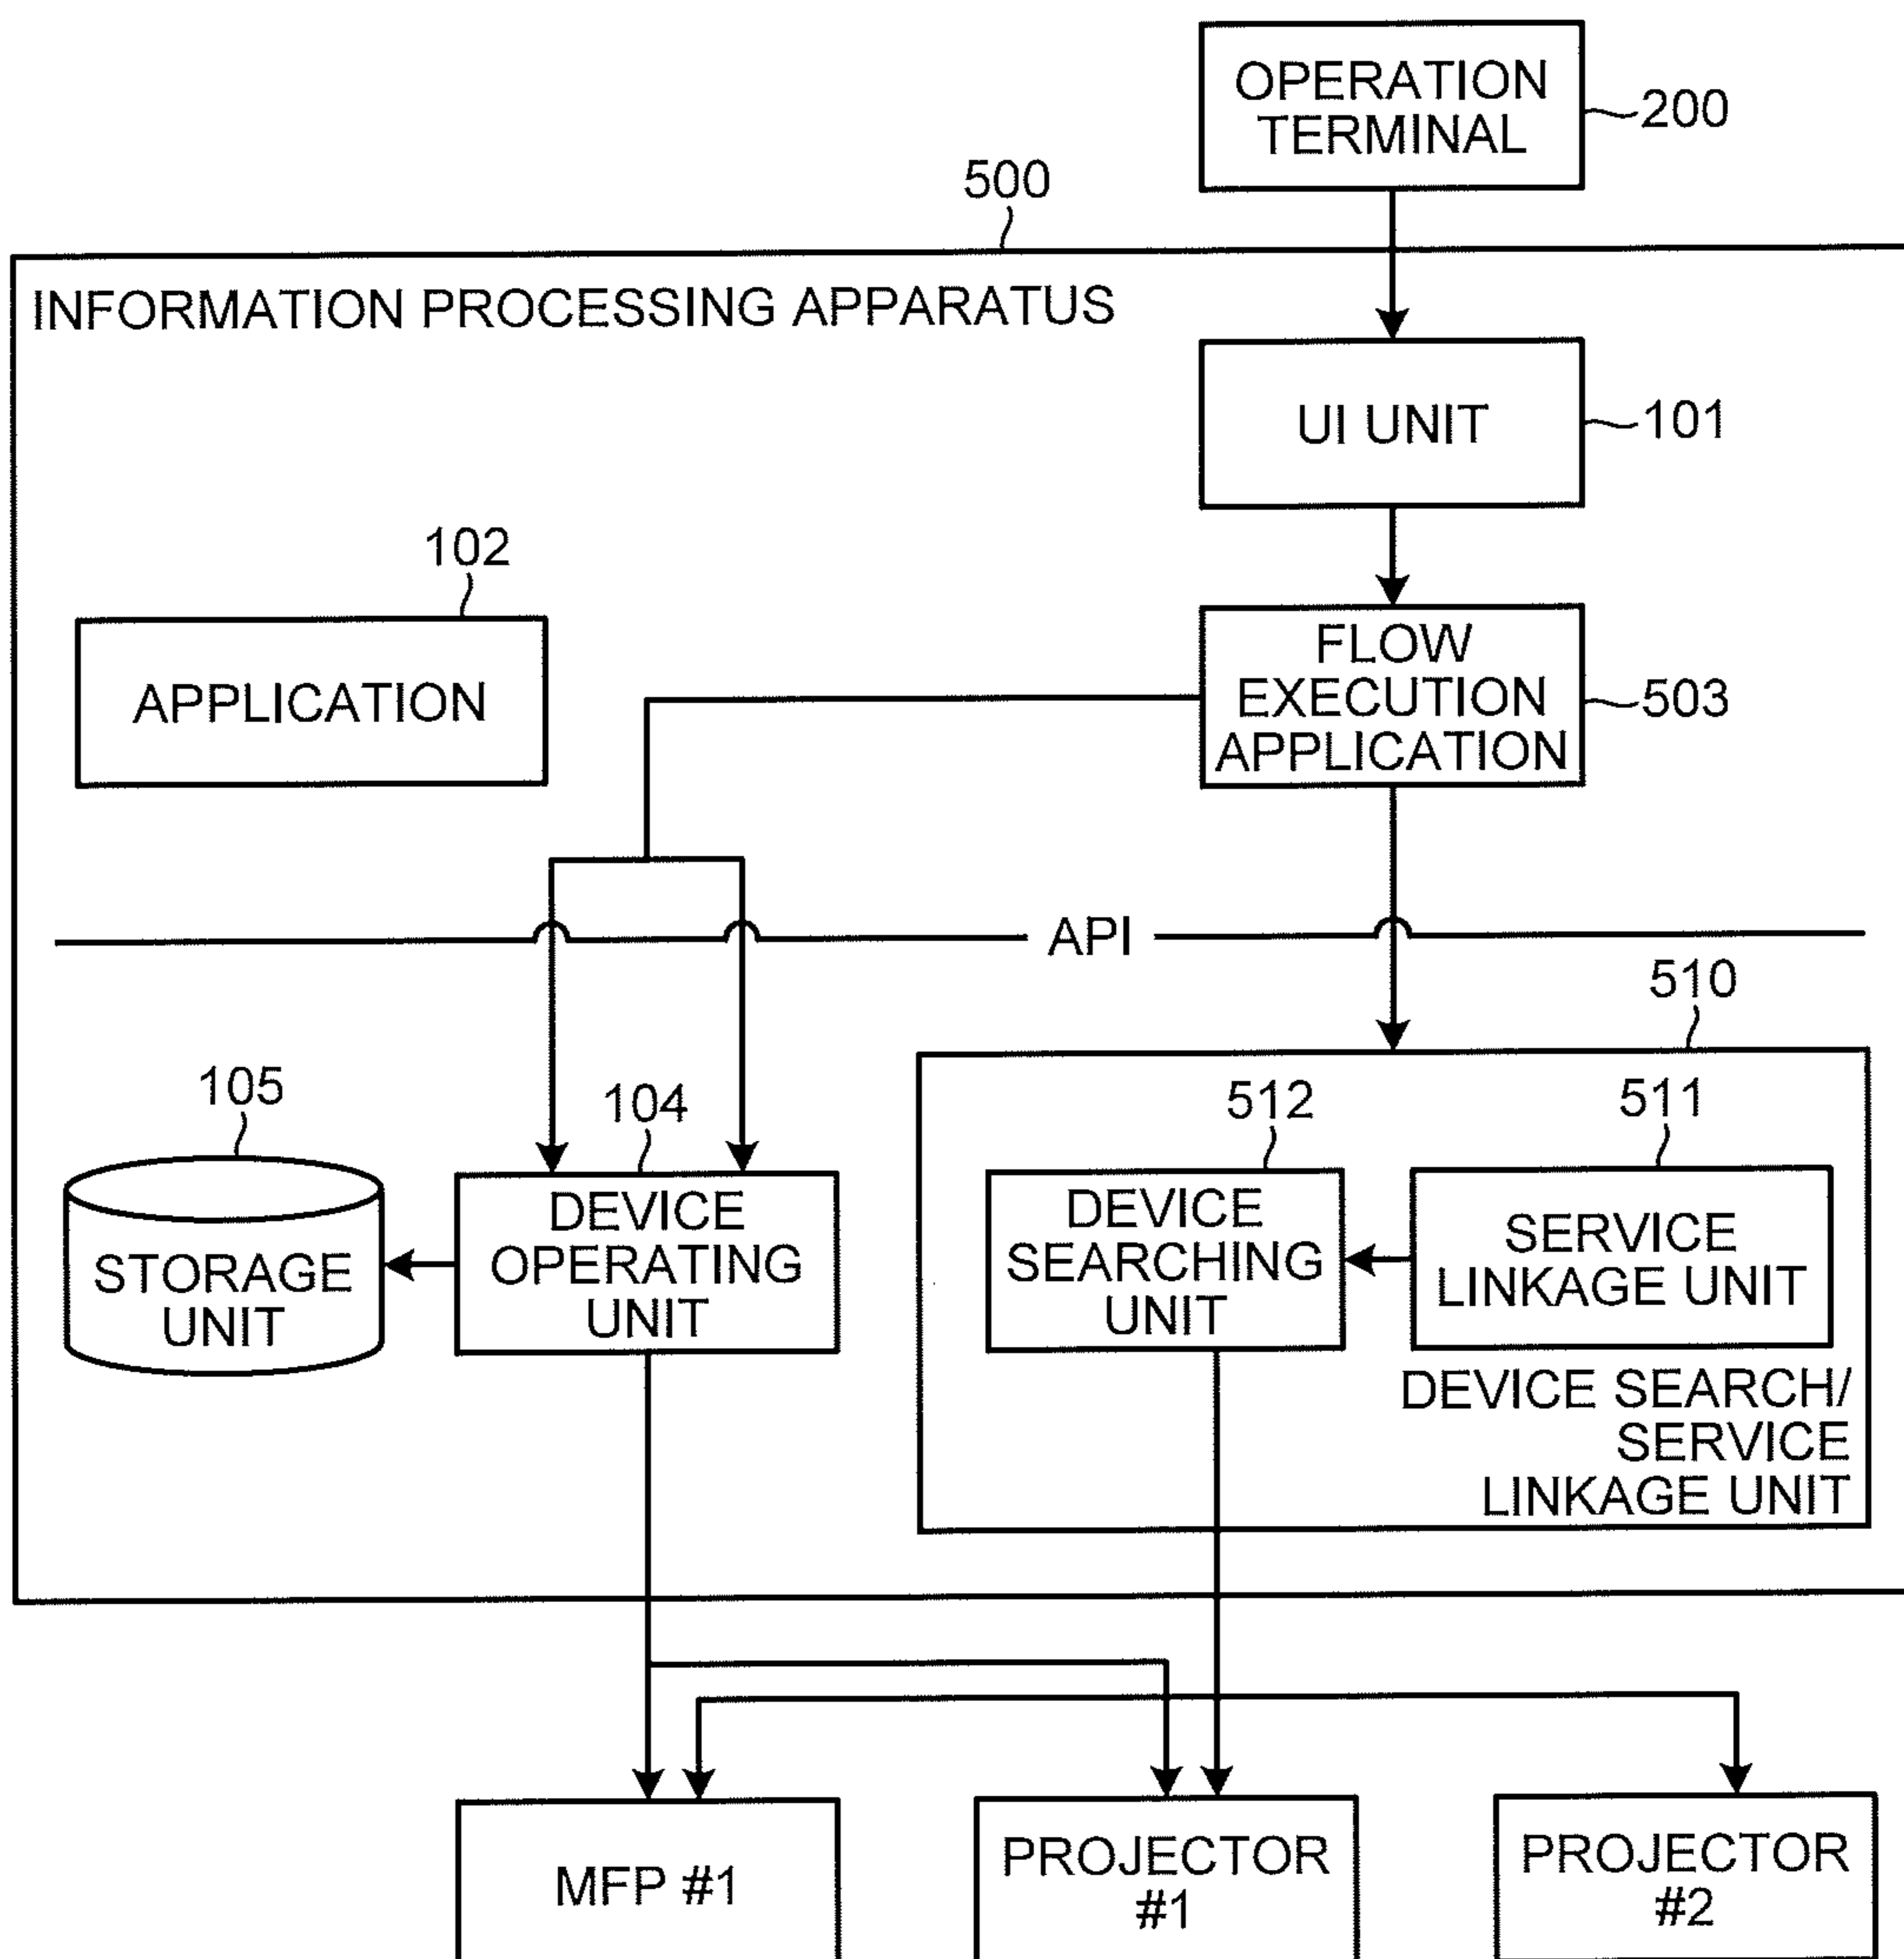 OPERATION
TERMINAL
200
500
INFORMATION PROCESSING APPARATUS
UI UNIT
101
102
APPLICATION
FLOW
EXECUTION
APPLICATION
503
API
510
105
104
512
511
STORAGE
UNIT
DEVICE
OPERATING
UNIT
DEVICE
SEARCHING
UNIT
SERVICE
LINKAGE UNIT
DEVICE SEARCH/
SERVICE
LINKAGE UNIT
MFP #1
PROJECTOR
#1
PROJECTOR
#2